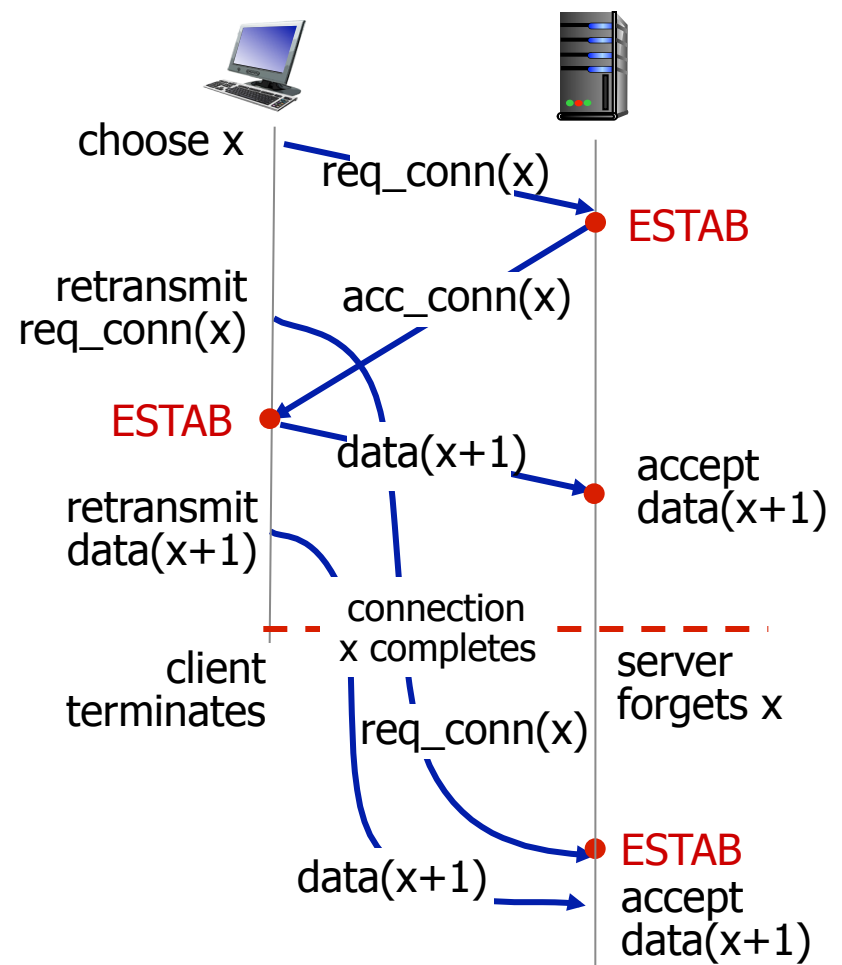 choose x
req_conn(x)
ESTAB
retransmit
req_conn(x)
acc_conn(x)
ESTAB
data(x+1)
accept
data(x+1)
retransmit
data(x+1)
connection
x completes
client
terminates
server
forgets x
req_conn(x)
ESTAB
data(x+1)
accept
data(x+1)